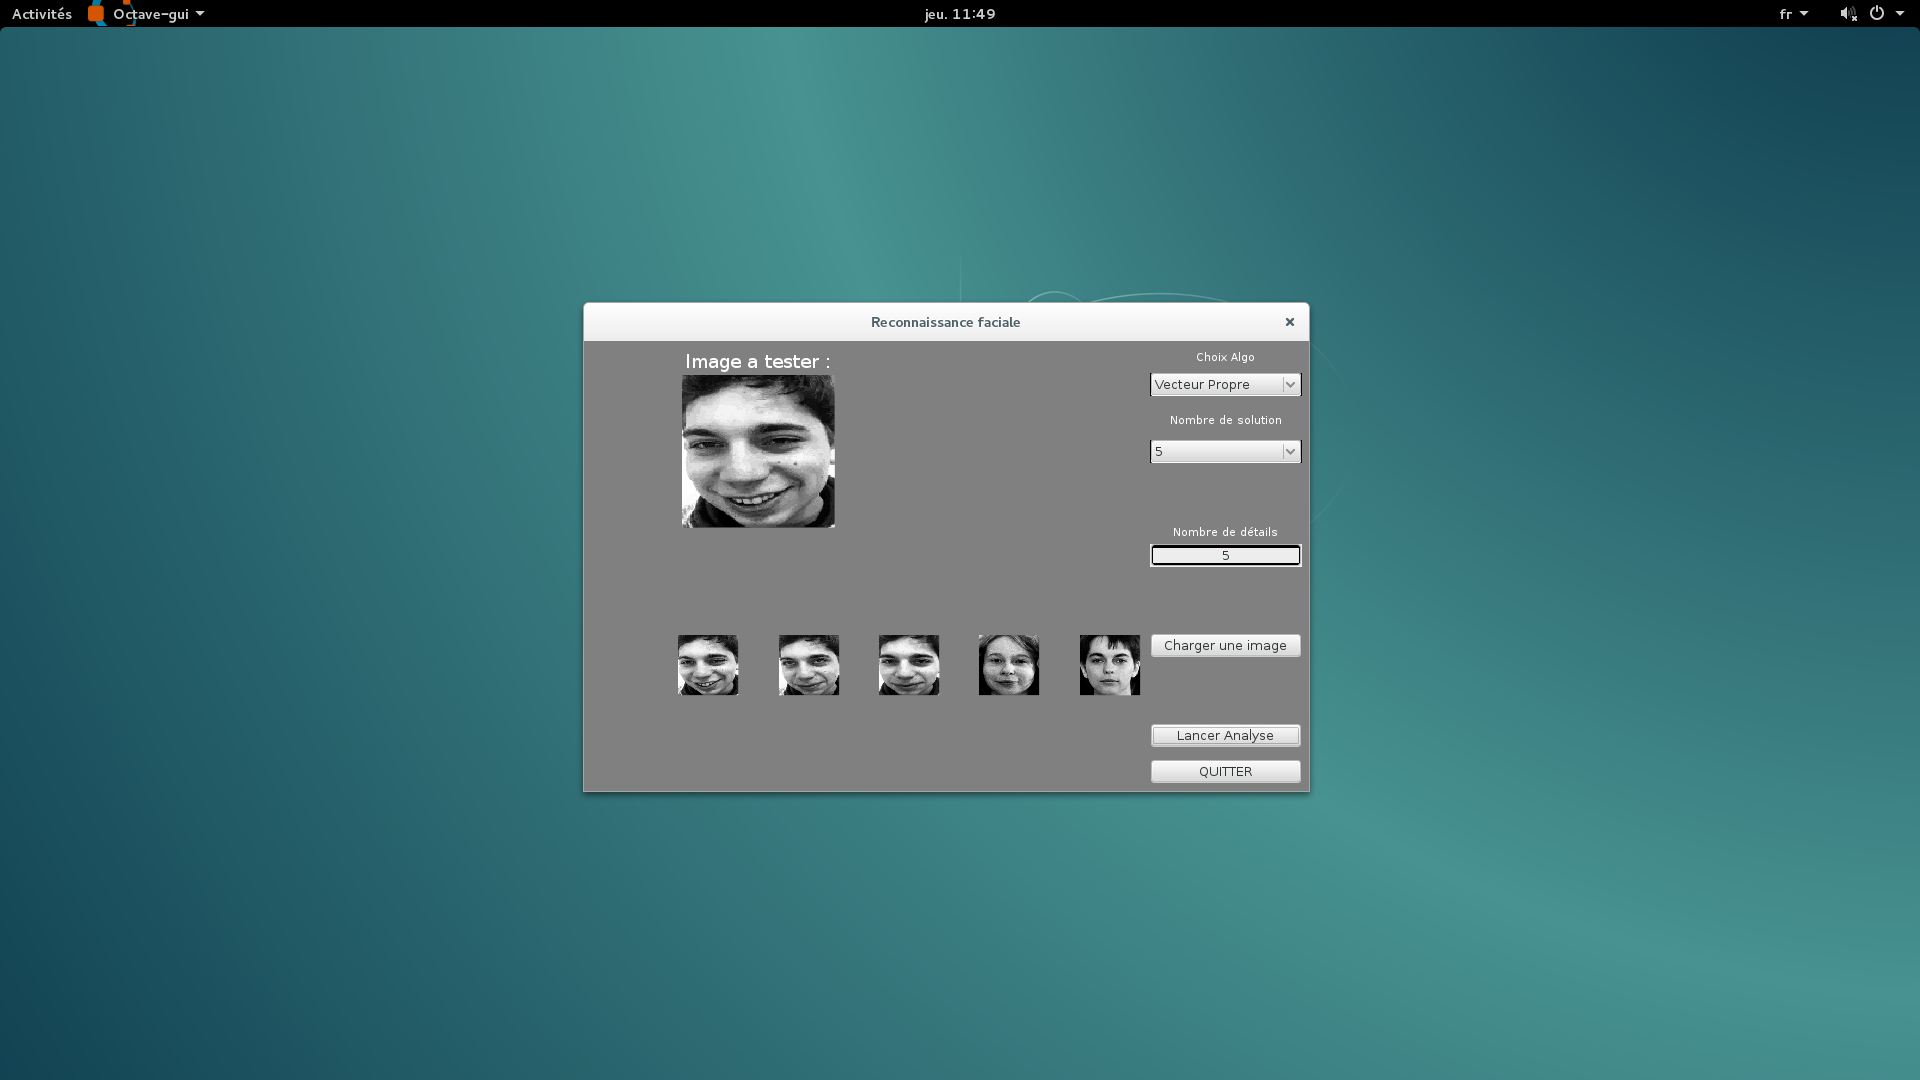 Activités Octave-gui jeu. 11:49 fr
Reconnaissance faciale
Image a tester :
Choix Algo
Vecteur Propre
Nombre de solution
5
Nombre de détails
5
Charger une image
Lancer Analyse
QUITTER